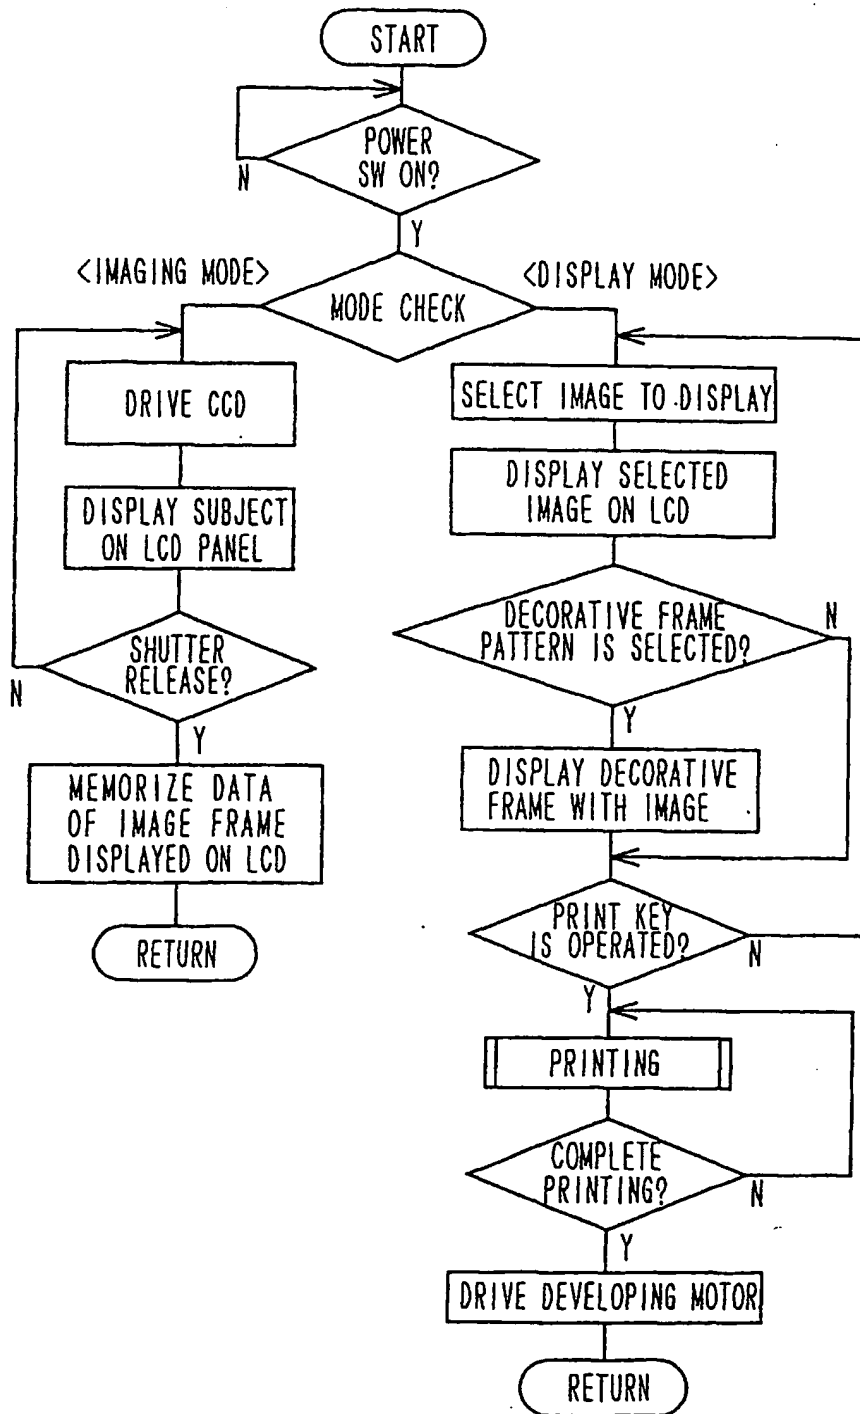 START
POWER
SW ON?
N
Y
<IMAGING MODE>
<DISPLAY MODE>
MODE CHECK
DRIVE CCD
DISPLAY SUBJECT
ON LCD PANEL
SHUTTER
RELEASE?
N
Y
MEMORIZE DATA
OF IMAGE FRAME
DISPLAYED ON LCD
RETURN
SELECT IMAGE TO DISPLAY
DISPLAY SELECTED
IMAGE ON LCD
DECORATIVE FRAME
PATTERN IS SELECTED?
N
Y
DISPLAY DECORATIVE
FRAME WITH IMAGE
PRINT KEY
IS OPERATED?
N
Y
PRINTING
COMPLETE
PRINTING?
N
Y
DRIVE DEVELOPING MOTOR
RETURN